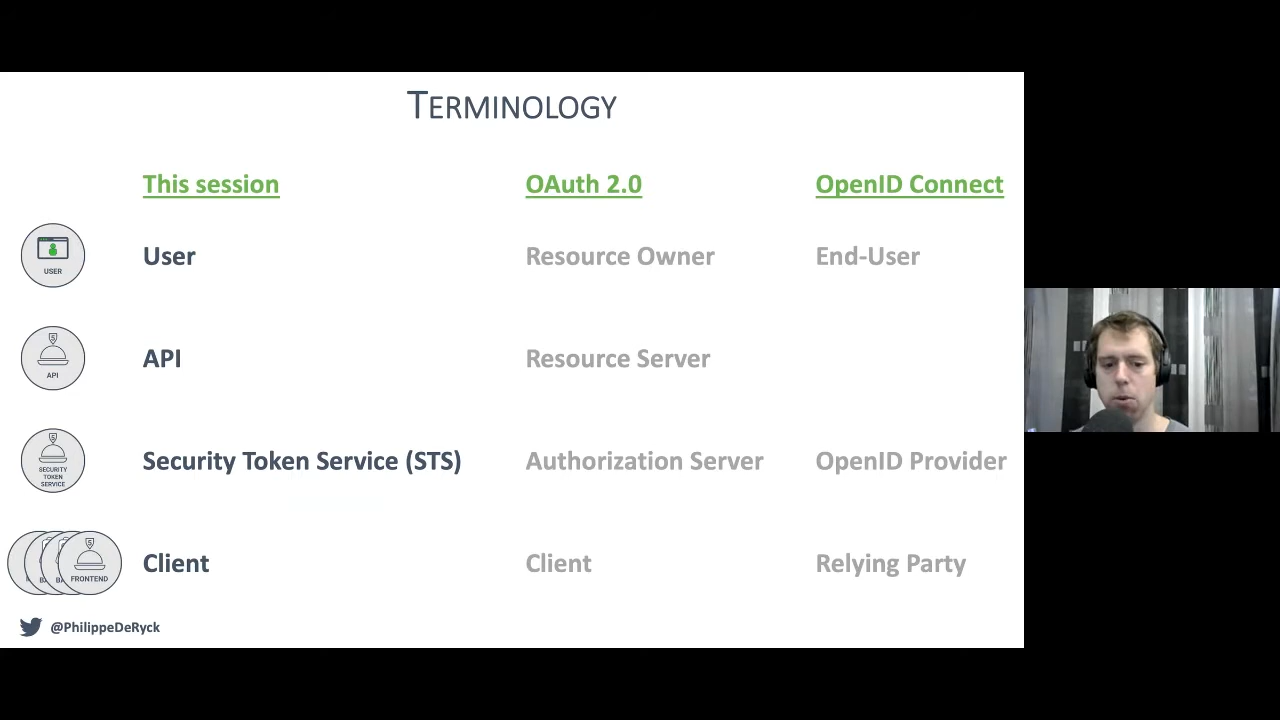 TERMINOLOGY
This session OAuth 2.0 OpenID Connect
USER
User Resource Owner End-User
API
API Resource Server
SECURITY
TOKEN
SERVICE
Security Token Service (STS) Authorization Server OpenID Provider
FRONTEND
Client Client Relying Party
@PhilippeDeRyck